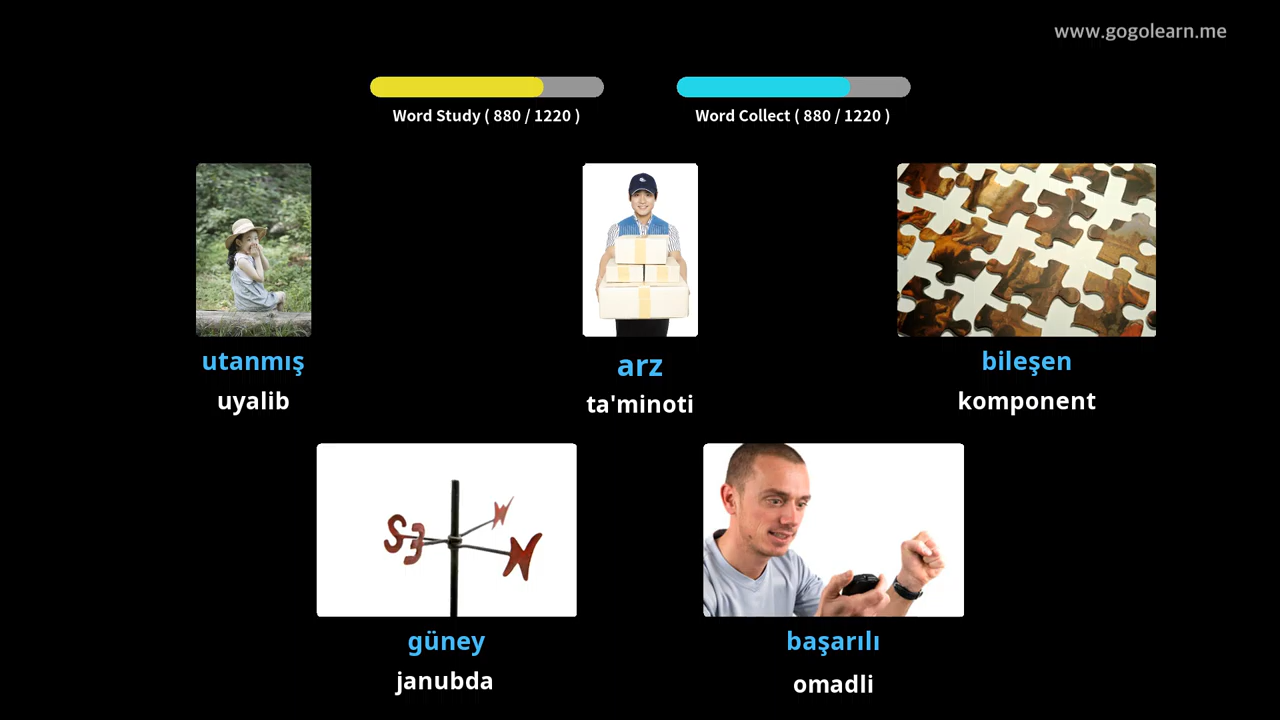 www.gogolearn.me
Word Study ( 880 / 1220 )
Word Collect ( 880 / 1220 )
utanmış
uyalib
arz
ta'minoti
bileşen
komponent
S
E
N
güney
janubda
başarılı
omadli